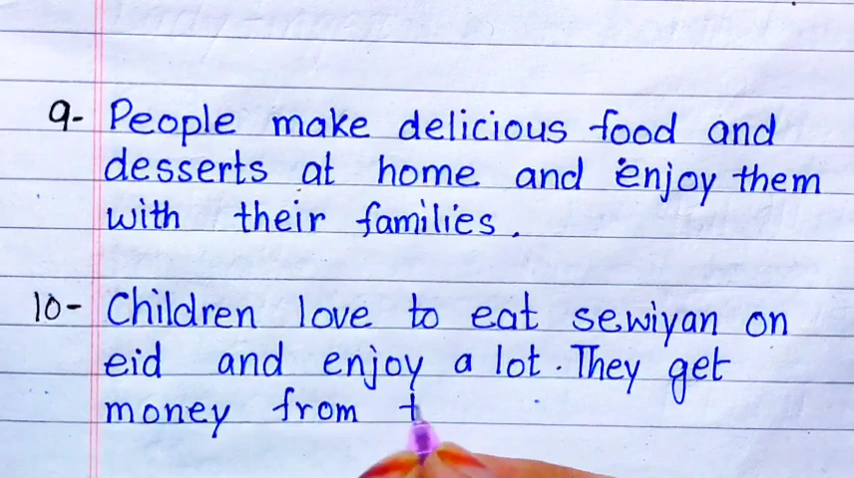 9- People make delicious food and
desserts at home and enjoy them
with their families.
10- Children love to eat sewiyan on
eid and enjoy a lot. They get
money from t